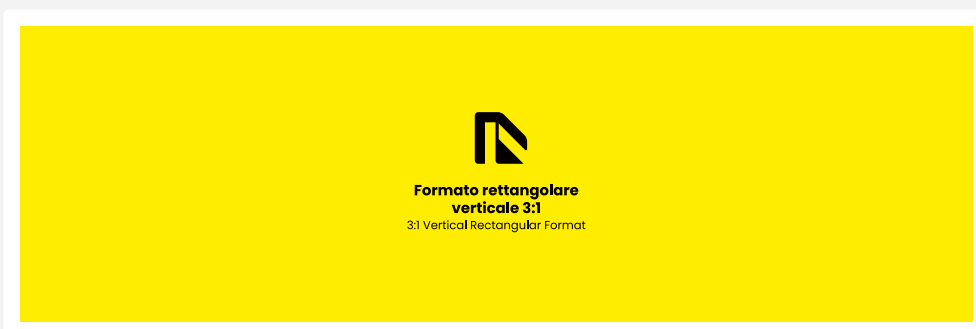 Formato rettangolare
verticale 3:1
3:1 Vertical Rectangular Format